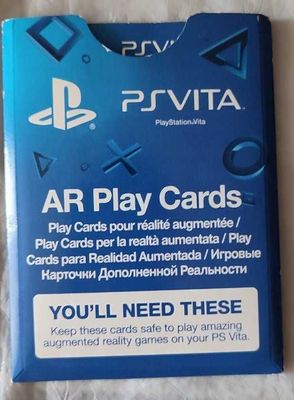 PSVITA
PlayStation®Vita
AR Play Cards
Play Cards pour réalité augmentée /
Play Cards per la realtà aumentata / Play
Cards para Realidad Aumentada / Игровые
Карточки Дополненной Реальности
YOU'LL NEED THESE
Keep these cards safe to play amazing
augmented reality games on your PS Vita.